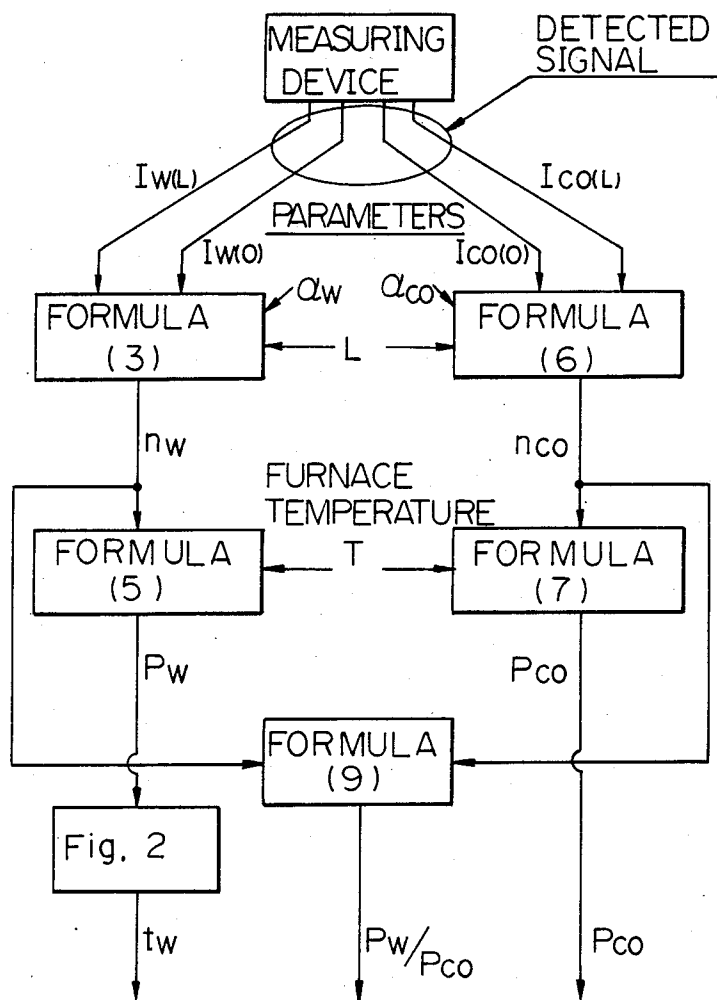 MEASURING
DEVICE
DETECTED
SIGNAL
IW(L)
ICO(L)
PARAMETERS
IW(O)
ICO(O)
αW
αCO
FORMULA
(3)
L
FORMULA
(6)
nW
nCO
FURNACE
TEMPERATURE
T
FORMULA
(5)
FORMULA
(7)
PW
PCO
FORMULA
(9)
Fig. 2
tW
PW/PCO
PCO